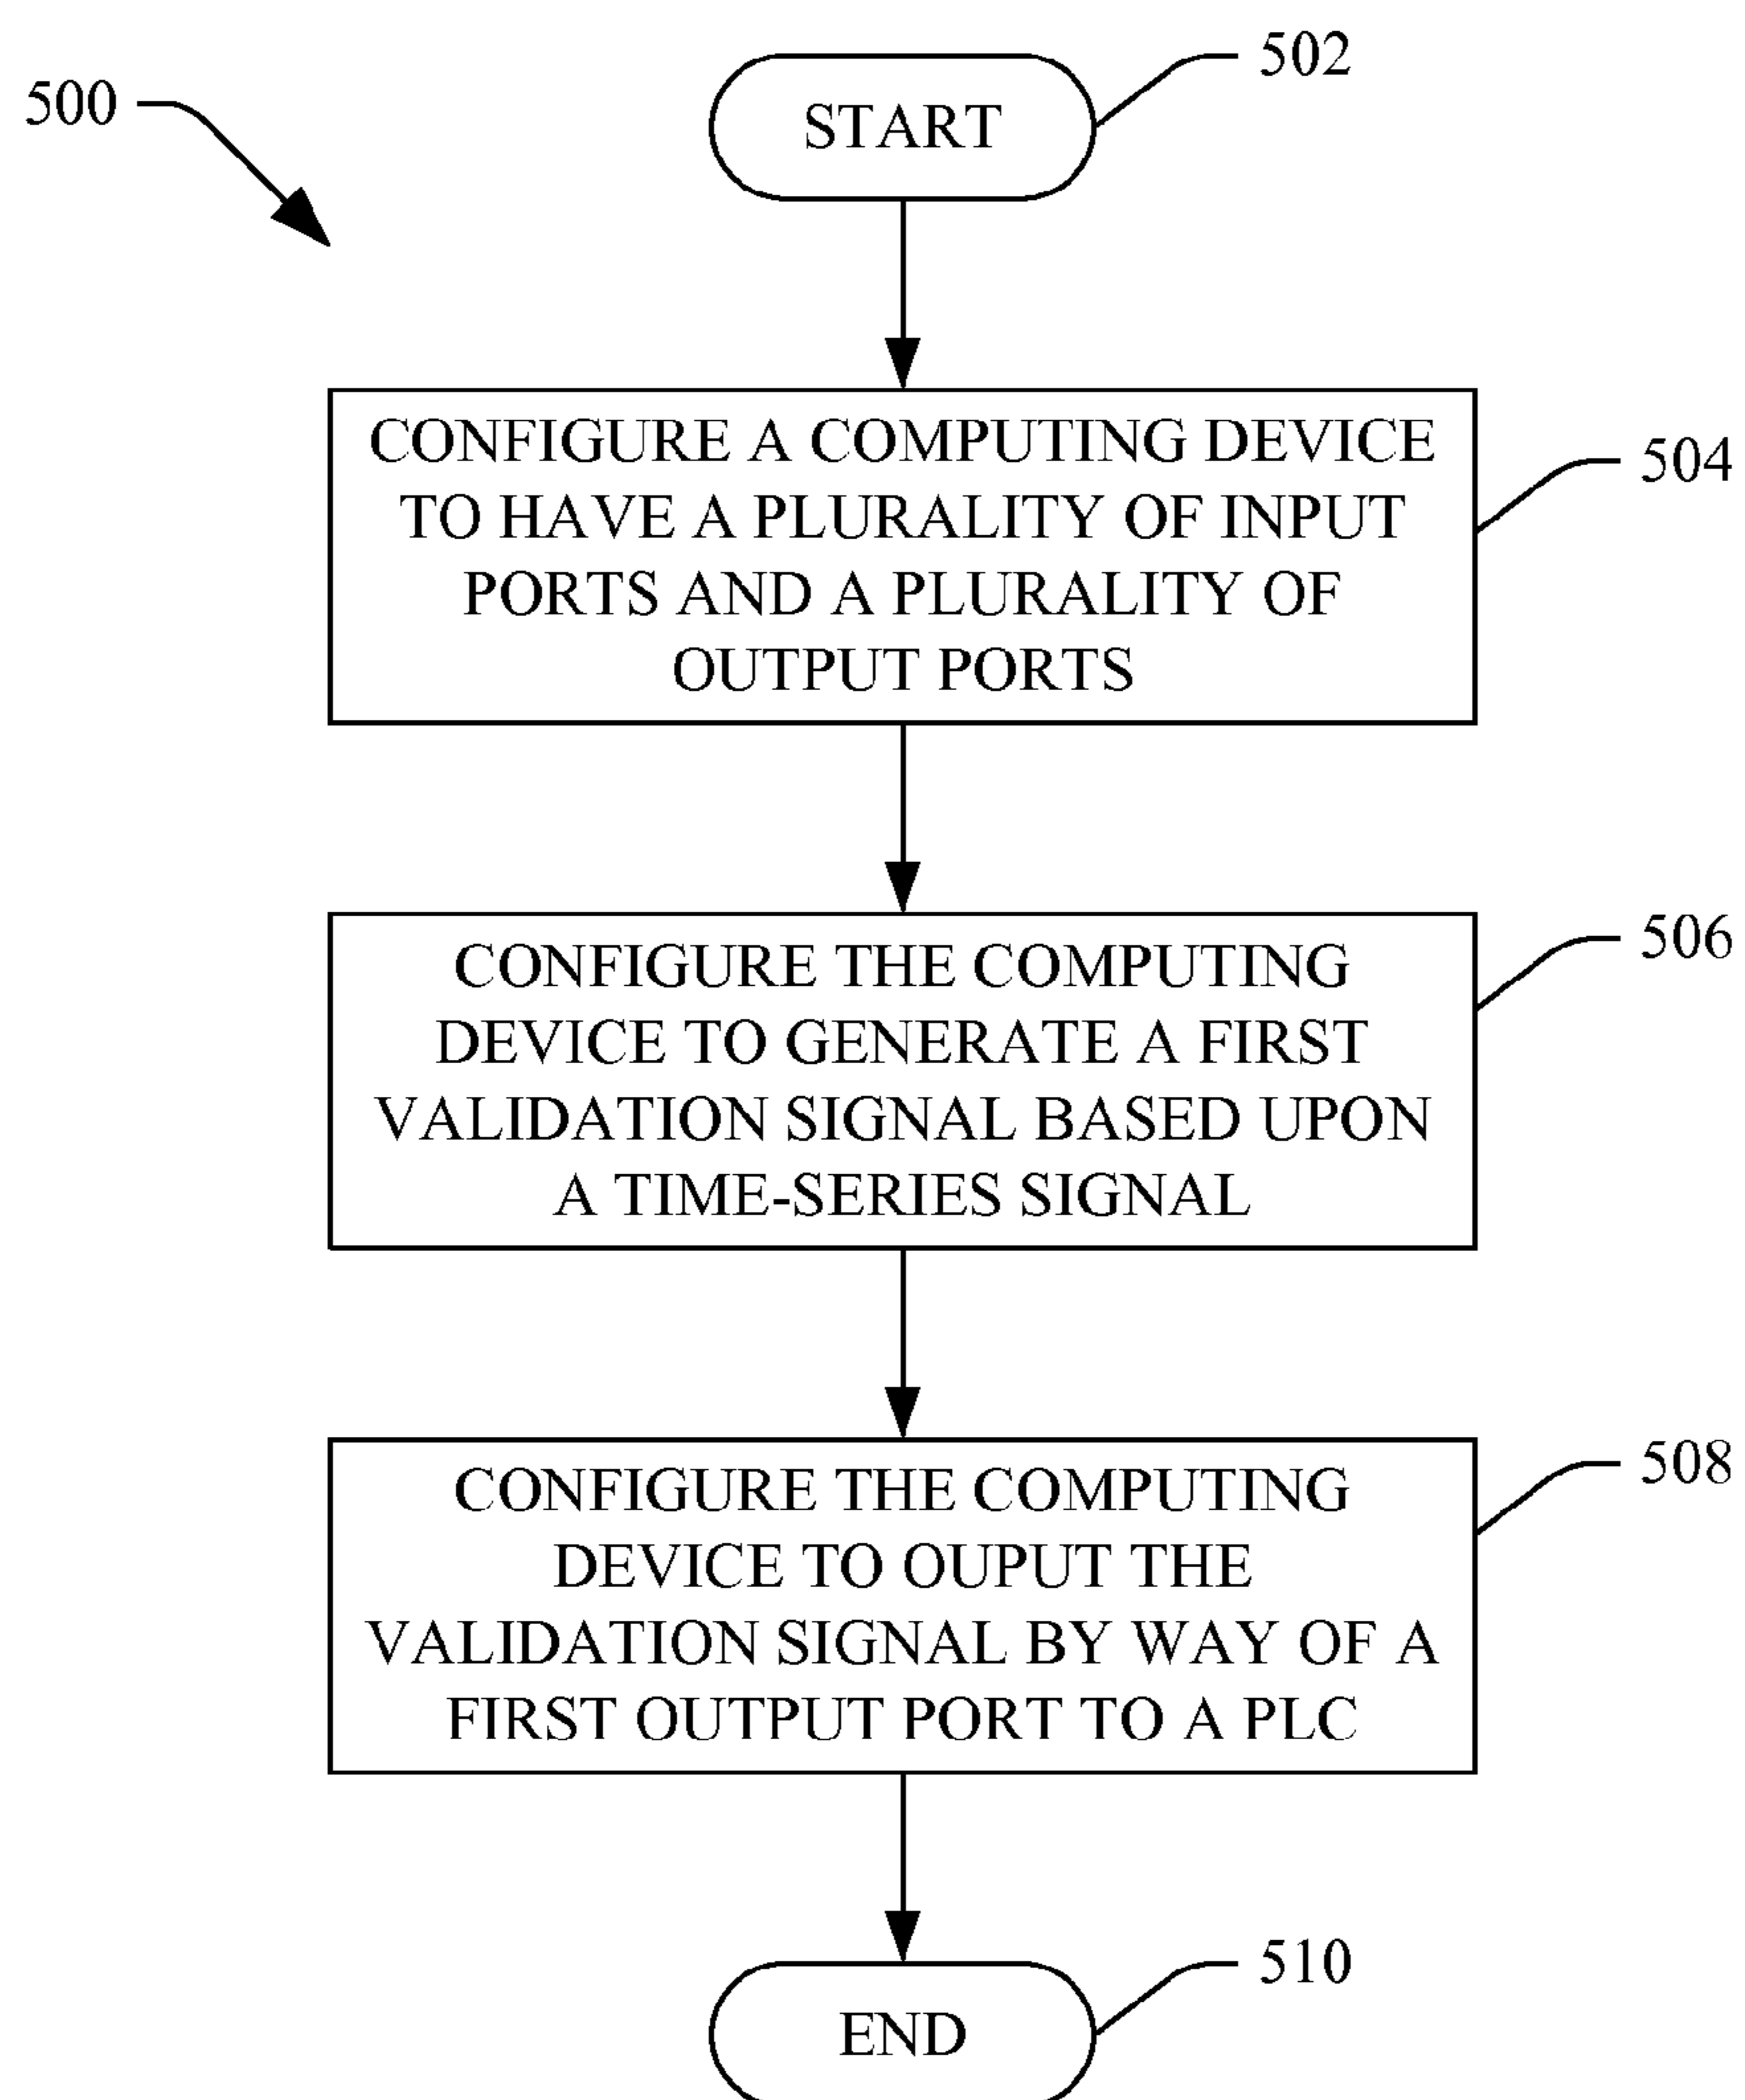 502
500
START
CONFIGURE A COMPUTING DEVICE
TO HAVE A PLURALITY OF INPUT
PORTS AND A PLURALITY OF
OUTPUT PORTS
504
CONFIGURE THE COMPUTING
DEVICE TO GENERATE A FIRST
VALIDATION SIGNAL BASED UPON
A TIME-SERIES SIGNAL
506
CONFIGURE THE COMPUTING
DEVICE TO OUPUT THE
VALIDATION SIGNAL BY WAY OF A
FIRST OUTPUT PORT TO A PLC
508
510
END